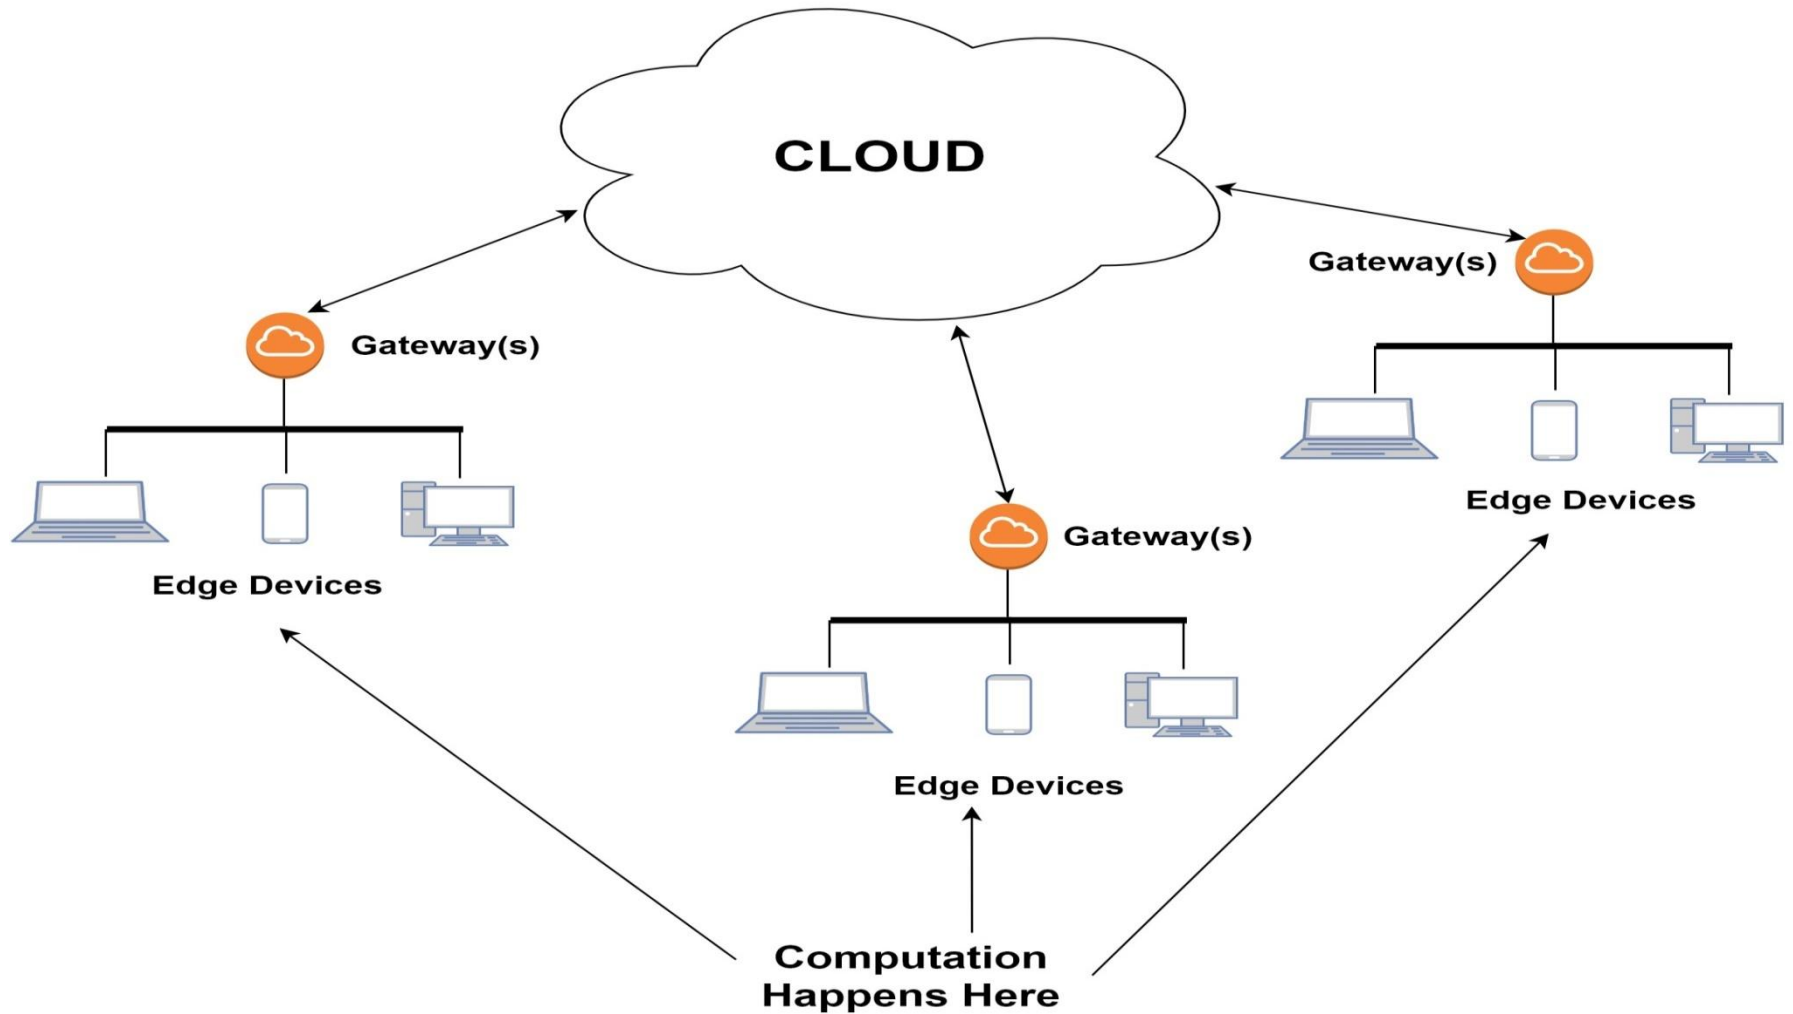 CLOUD
Gateway(s)
Gateway(s)
Edge Devices
Gateway(s)
Edge Devices
Edge Devices
Computation
Happens Here